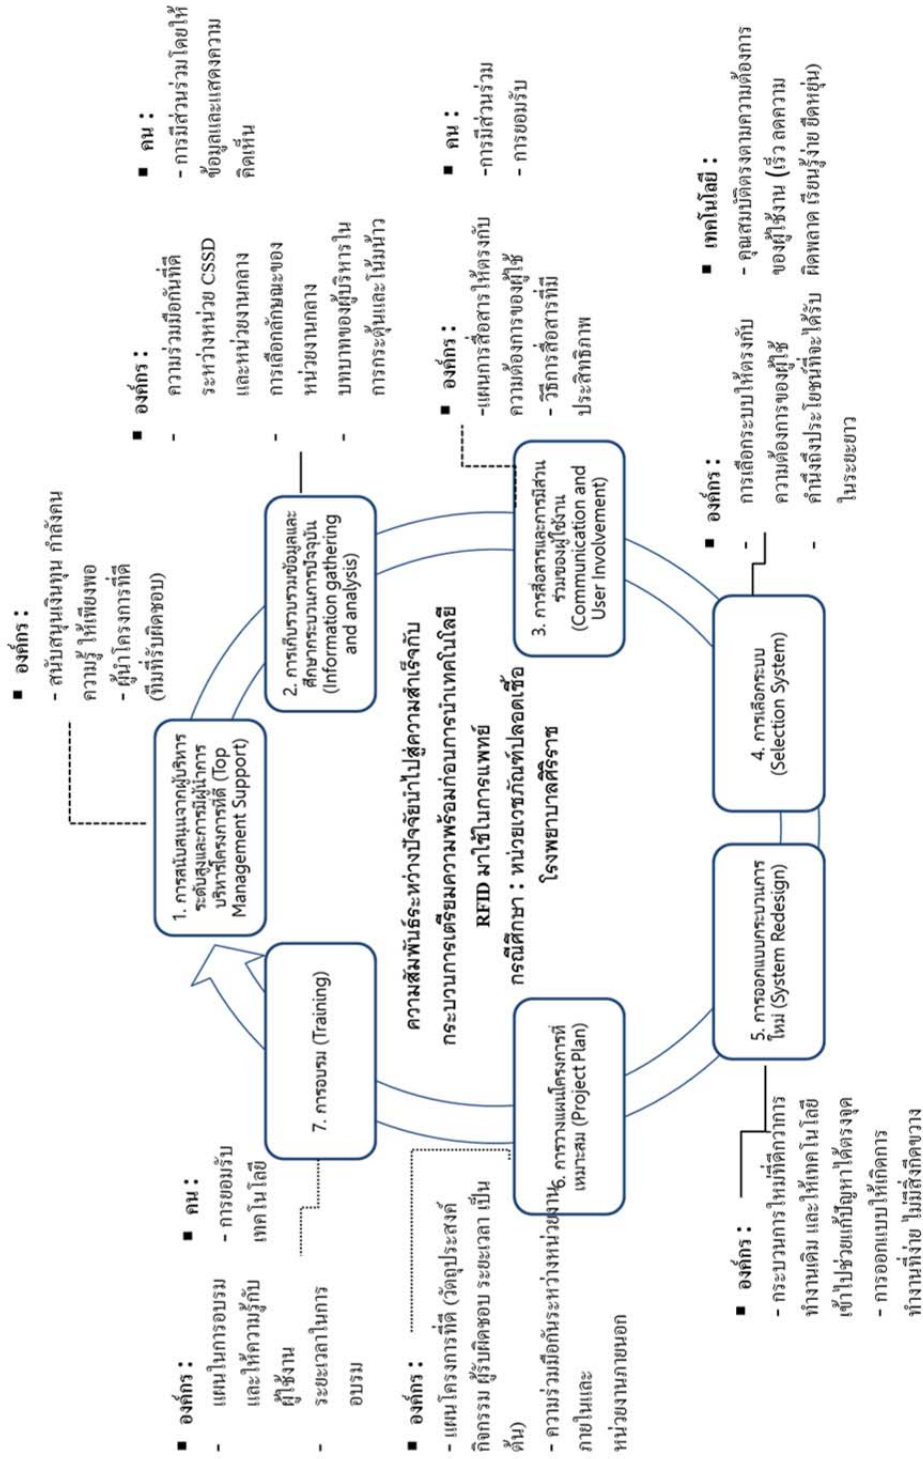 ■ องค์กร :
- สนับสนุนเงินทุน กำลังคน
ความรู้ ให้เพียงพอ
- ผู้นำโครงการที่ดี
(ทีมที่รับผิดชอบ)
1. การสนับสนุนจากผู้บริหาร
ระดับสูงและการมีผู้นำการ
บริหารโครงการที่ดี (Top
Management Support)
■ องค์กร :
- ความร่วมมือกันที่ดี
ระหว่างหน่วย CSSD
และหน่วยงานกลาง
- การเลือกลักษณะของ
หน่วยงานกลาง
- บทบาทของผู้บริหารใน
การกระตุ้นและโน้มน้าว
■ คน :
- การมีส่วนร่วมโดยให้
ข้อมูลและแสดงความ
คิดเห็น
2. การเก็บรวบรวมข้อมูลและ
ศึกษากระบวนการปัจจุบัน
(Information gathering
and analysis)
■ องค์กร :
-แผนการสื่อสารให้ตรงกับ
ความต้องการของผู้ใช้
- วิธีการสื่อสารที่มี
ประสิทธิภาพ
■ คน :
-การมีส่วนร่วม
- การยอมรับ
3. การสื่อสารและการมีส่วน
ร่วมของผู้ใช้งาน
(Communication and
User Involvement)
■ องค์กร :
- การเลือกระบบให้ตรงกับ
ความต้องการของผู้ใช้
- คำนึงถึงประโยชน์ที่จะได้รับ
ในระยะยาว
■ เทคโนโลยี :
- คุณสมบัติตรงตามความต้องการ
ของผู้ใช้งาน (เร็ว ลดความ
ผิดพลาด เรียนรู้ง่าย ยืดหยุ่น)
4. การเลือกระบบ
(Selection System)
5. การออกแบบกระบวนการ
ใหม่ (System Redesign)
■ องค์กร :
- กระบวนการใหม่ที่ดีกว่าการ
ทำงานเดิม และให้เทคโนโลยี
เข้าไปช่วยแก้ปัญหาได้ตรงจุด
- การออกแบบให้เกิดการ
ทำงานที่ง่าย ไม่มีสิ่งกีดขวาง
6. การวางแผนโครงการที่
เหมาะสม (Project Plan)
■ องค์กร :
- แผนโครงการที่ดี (วัตถุประสงค์
กิจกรรม ผู้รับผิดชอบ ระยะเวลา เป็น
ต้น)
- ความร่วมมือกันระหว่างหน่วยงาน
ภายในและ
หน่วยงานภายนอก
7. การอบรม (Training)
■ องค์กร :
- แผนในการอบรม
และให้ความรู้กับ
ผู้ใช้งาน
- ระยะเวลาในการ
อบรม
■ คน :
- การยอมรับ
เทคโนโลยี
ความสัมพันธ์ระหว่างปัจจัยนำไปสู่ความสำเร็จกับ
กระบวนการเตรียมความพร้อมก่อนการนำเทคโนโลยี
RFID มาใช้ในการแพทย์
กรณีศึกษา : หน่วยเวชภัณฑ์ปลอดเชื้อ
โรงพยาบาลศิริราช